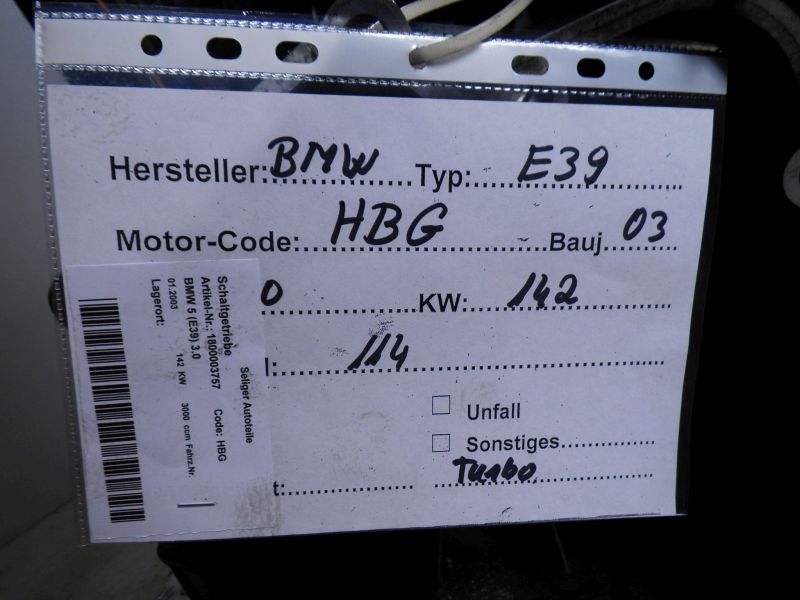 Hersteller: BMW Typ: E39
Motor-Code: HBG Bauj 03
0 KW: 142
l: 114
Unfall
Sonstiges
t: Turbo
Seliger Autoteile
Schaltgetriebe
Artikel-Nr.: 1800003757 Code: HBG
BMW 5 (E39) 3.0
01.2003 142 KW 3000 ccm Fahrz.Nr.
Lagerort: